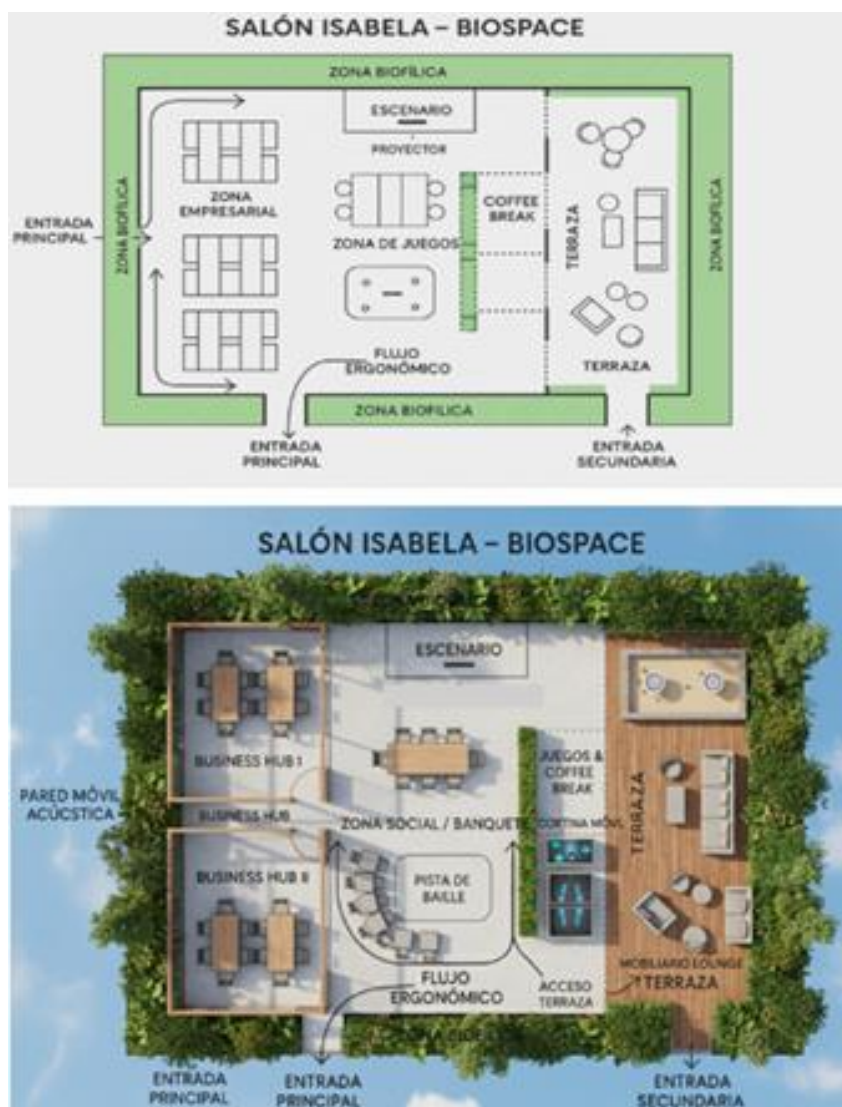 SALÓN ISABELA – BIOSPACE
ZONA BIOFÍLICA
ESCENARIO
PROYECTOR
ZONA
EMPRESARIAL
COFFEE
BREAK
ENTRADA
PRINCIPAL
ZONA BIOFÍLICA
ZONA DE JUEGOS
TERRAZA
ZONA BIOFÍLICA
FLUJO
ERGONÓMICO
TERRAZA
ZONA BIOFILICA
ENTRADA
PRINCIPAL
ENTRADA
SECUNDARIA
SALÓN ISABELA – BIOSPACE
ESCENARIO
BUSINESS HUB I
JUEGOS &
COFFEE
BREAK
TERRAZA
PARED MÓVIL
ACÚCSTICA
BUSINESS HUB
ZONA SOCIAL / BANQUETE
CORTINA MÓVIL
BUSINESS HUB II
PISTA DE
BAILLE
MOBILIARIO LOUNGE
TERRAZA
FLUJO
ERGONÓMICO
ACCESO
TERRAZA
ENTRADA
PRINCIPAL
ENTRADA
PRINCIPAL
ENTRADA
SECUNDARIA